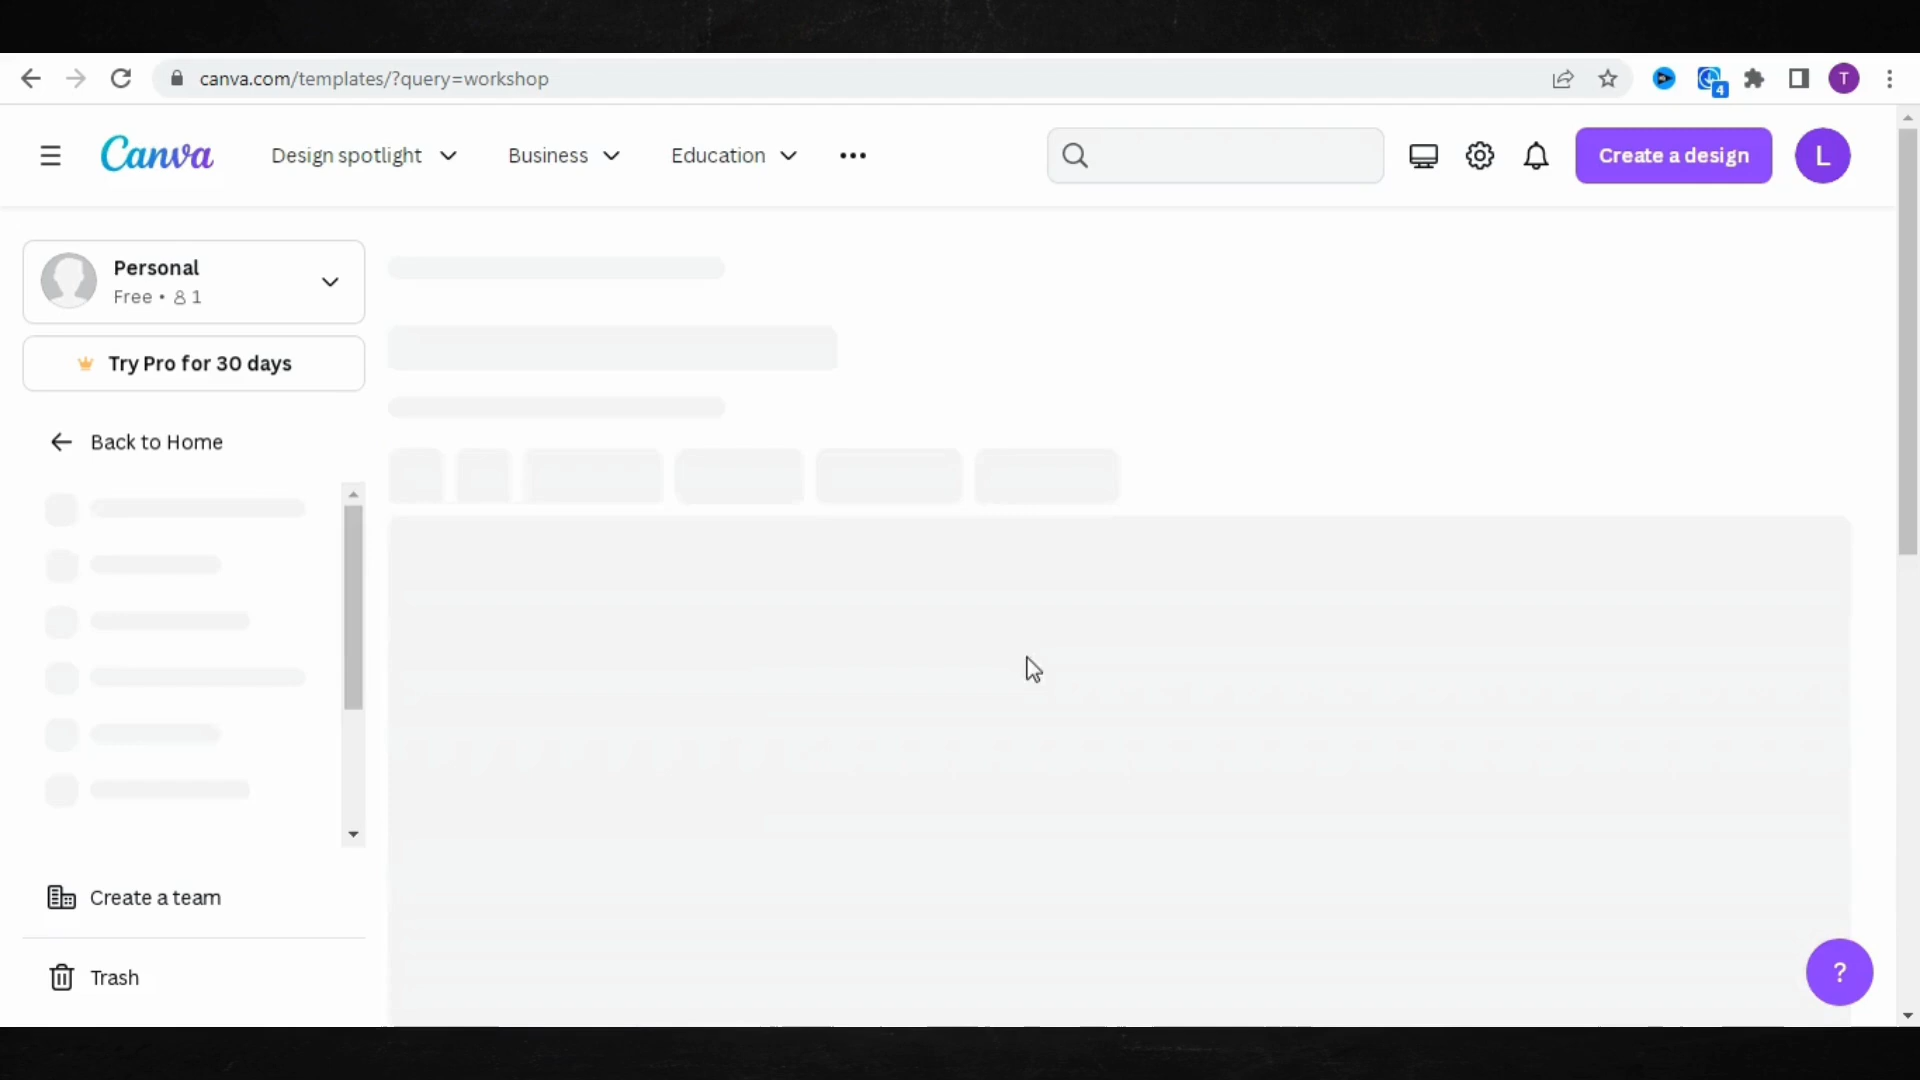 canva.com/templates/?query=workshop
4
T
Canva
Design spotlight
Business
Education
Create a design
L
Personal
Free • 1
Try Pro for 30 days
Back to Home
Create a team
Trash
?